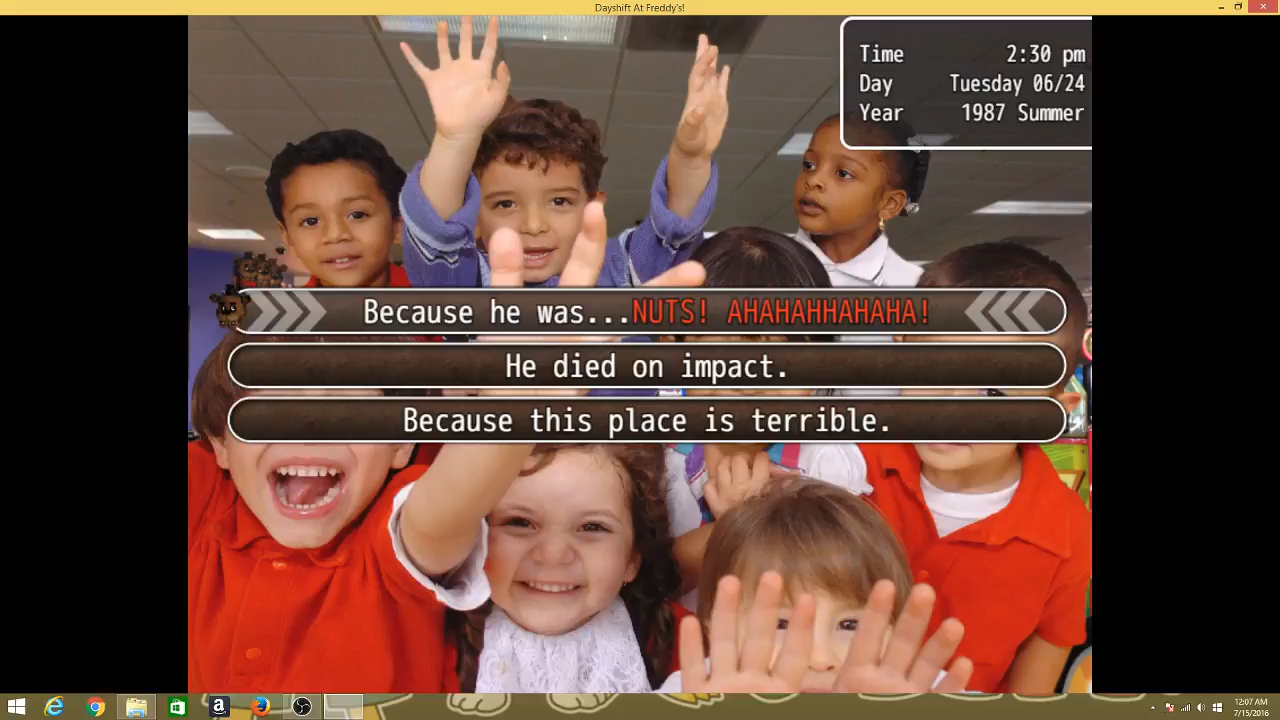 Dayshift At Freddy's!
Time 2:30 pm
Day Tuesday 06/24
Year 1987 Summer
Because he was...NUTS! AHAHAHHAHAHA!
He died on impact.
Because this place is terrible.
12:07 AM
7/15/2016